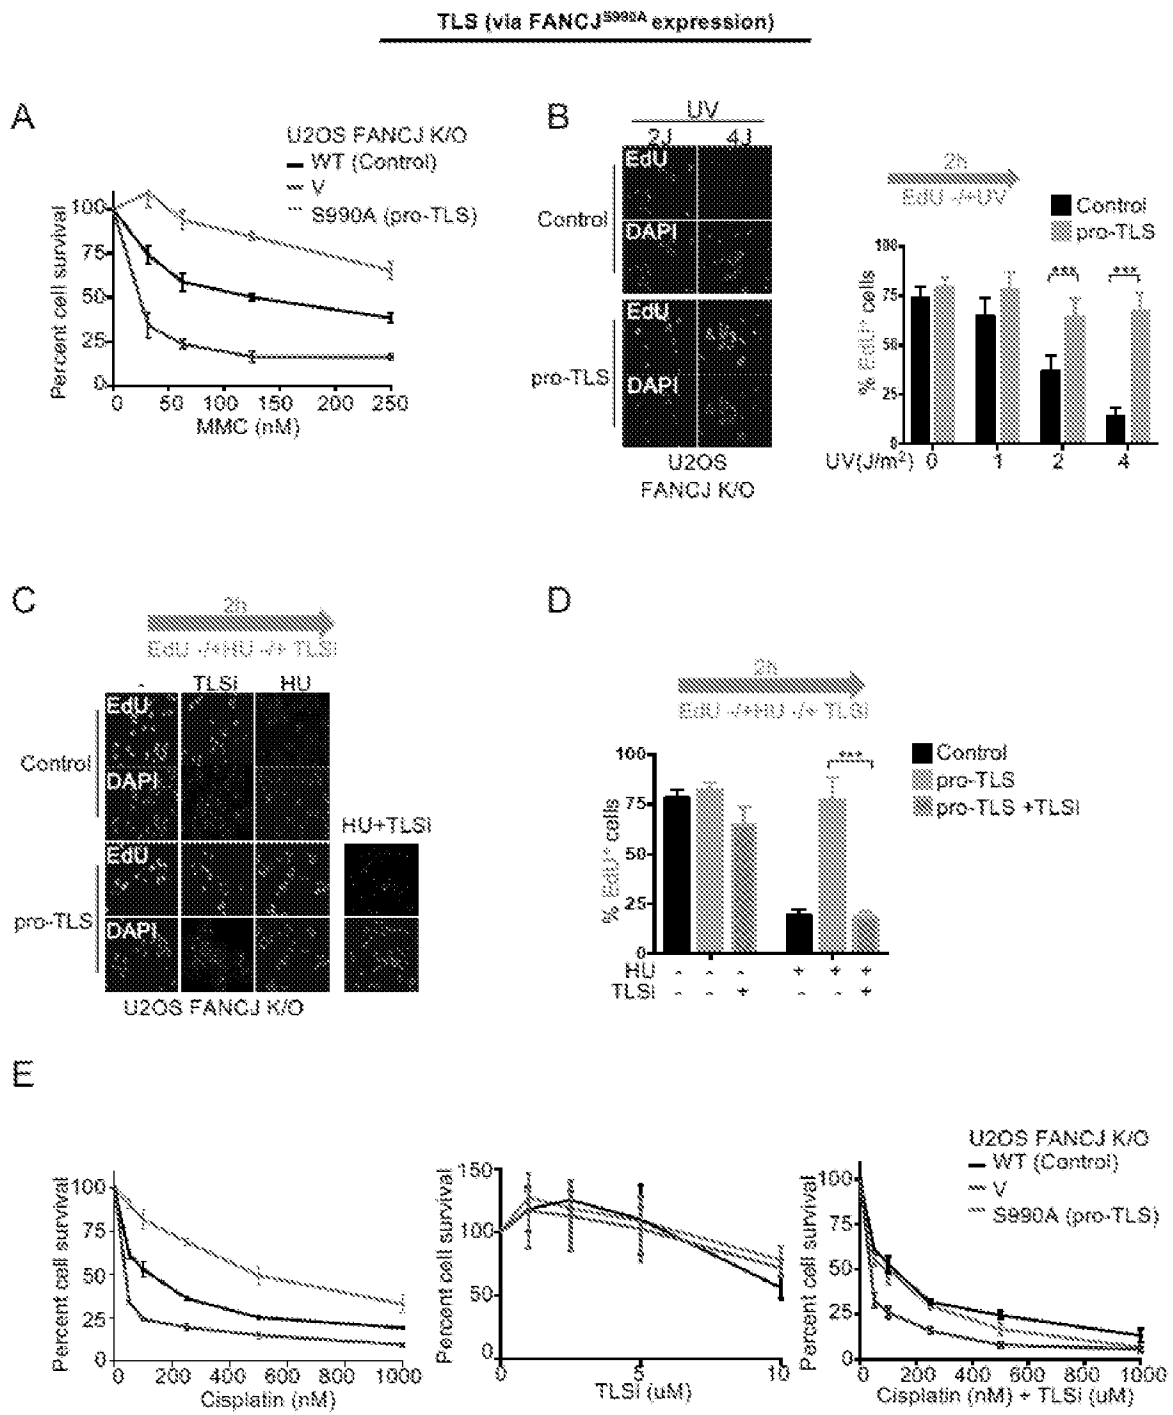 TLS (via FANCJS990A expression)
A
U2OS FANCJ K/O
WT (Control)
V
S990A (pro-TLS)
Percent cell survival
100
75
50
25
0
0 50 100 150 200 250
MMC (nM)
B
UV
2J 4J
EdU
Control
DAPI
EdU
pro-TLS
DAPI
U2OS
FANCJ K/O
2h
EdU -/+UV
Control
pro-TLS
% EdU+ cells
100
75
50
25
0
*** ***
UV(J/m2) 0 1 2 4
C
2h
EdU -/+HU -/+ TLSi
- TLSi HU
EdU
Control
DAPI
HU+TLSi
EdU
pro-TLS
DAPI
U2OS FANCJ K/O
D
2h
EdU -/+HU -/+ TLSi
Control
pro-TLS
pro-TLS +TLSi
% EdU+ cells
100
75
50
25
0
***
HU - - - + + +
TLSi - - + - - +
E
Percent cell survival
100
75
50
25
0
0 200 400 600 800 1000
Cisplatin (nM)
Percent cell survival
150
100
50
0
0 5 10
TLSi (uM)
U2OS FANCJ K/O
WT (Control)
V
S990A (pro-TLS)
Percent cell survival
100
75
50
25
0
0 200 400 600 800 1000
Cisplatin (nM) + TLSi (uM)